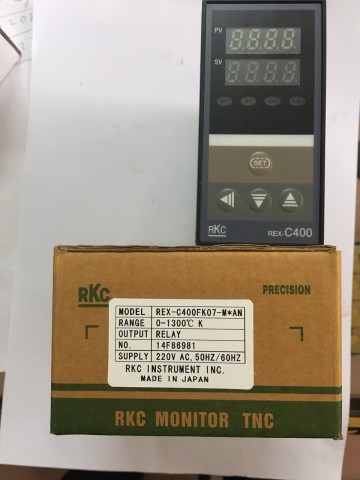 PV
SV
SET
RKC
REX-C400
RKC
PRECISION
MODEL REX-C400FK07-M*AN
RANGE 0-1300℃ K
OUTPUT RELAY
NO. 14F86981
SUPPLY 220V AC, 50HZ/60HZ
RKC INSTRUMENT INC.
MADE IN JAPAN
RKC MONITOR TNC